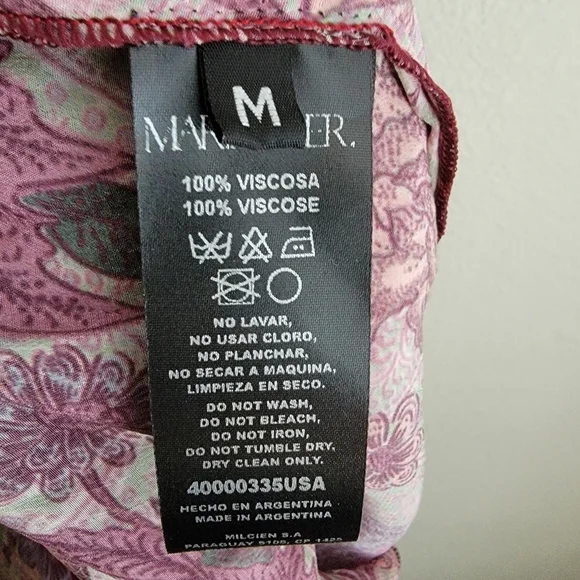 M
100% VISCOSA
100% VISCOSE
NO LAVAR,
NO USAR CLORO,
NO PLANCHAR,
NO SECAR A MAQUINA,
LIMPIEZA EN SECO.
DO NOT WASH,
DO NOT BLEACH,
DO NOT IRON,
DO NOT TUMBLE DRY,
DRY CLEAN ONLY.
40000335USA
HECHO EN ARGENTINA
MADE IN ARGENTINA
MILCIEN S.A
PARAGUAY CP